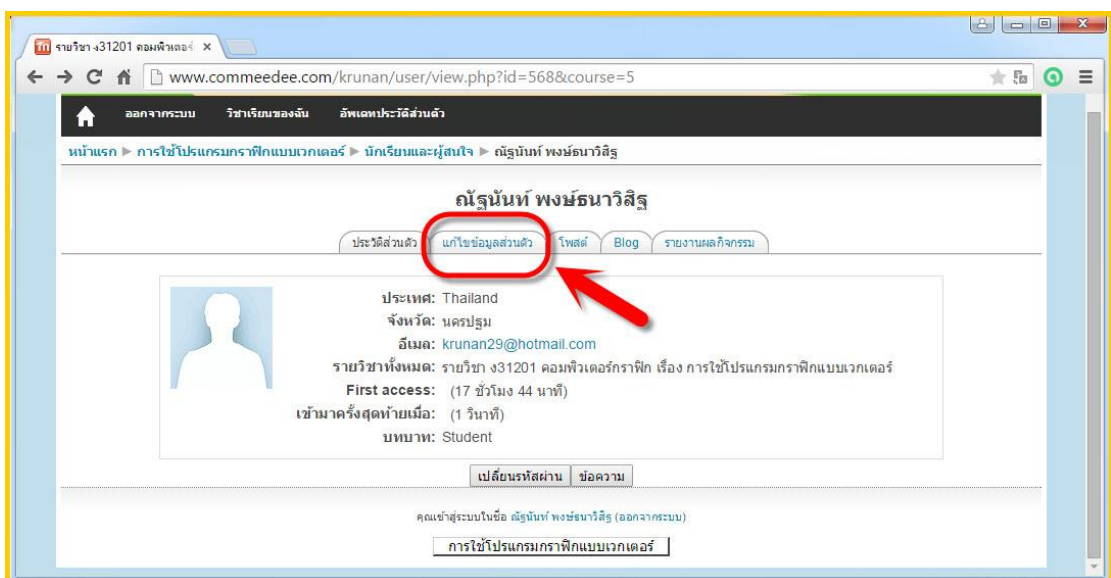 รายวิชา ง31201 คอมพิวเตอร์
www.commeedee.com/krunan/user/view.php?id=568&course=5
ออกจากระบบ วิชาเรียนของฉัน อัพเดทประวัติส่วนตัว
หน้าแรก ► การใช้โปรแกรมกราฟิกแบบเวกเตอร์ ► นักเรียนและผู้สนใจ ► ณัฐนันท์ พงษ์ธนาวิสิฐ
ณัฐนันท์ พงษ์ธนาวิสิฐ
ประวัติส่วนตัว แก้ไขข้อมูลส่วนตัว โพสต์ Blog รายงานผลกิจกรรม
ประเทศ: Thailand
จังหวัด: นครปฐม
อีเมล: krunan29@hotmail.com
รายวิชาทั้งหมด: รายวิชา ง31201 คอมพิวเตอร์กราฟิก เรื่อง การใช้โปรแกรมกราฟิกแบบเวกเตอร์
First access: (17 ชั่วโมง 44 นาที)
เข้ามาครั้งสุดท้ายเมื่อ: (1 วินาที)
บทบาท: Student
เปลี่ยนรหัสผ่าน ข้อความ
คุณเข้าสู่ระบบในชื่อ ณัฐนันท์ พงษ์ธนาวิสิฐ (ออกจากระบบ)
การใช้โปรแกรมกราฟิกแบบเวกเตอร์